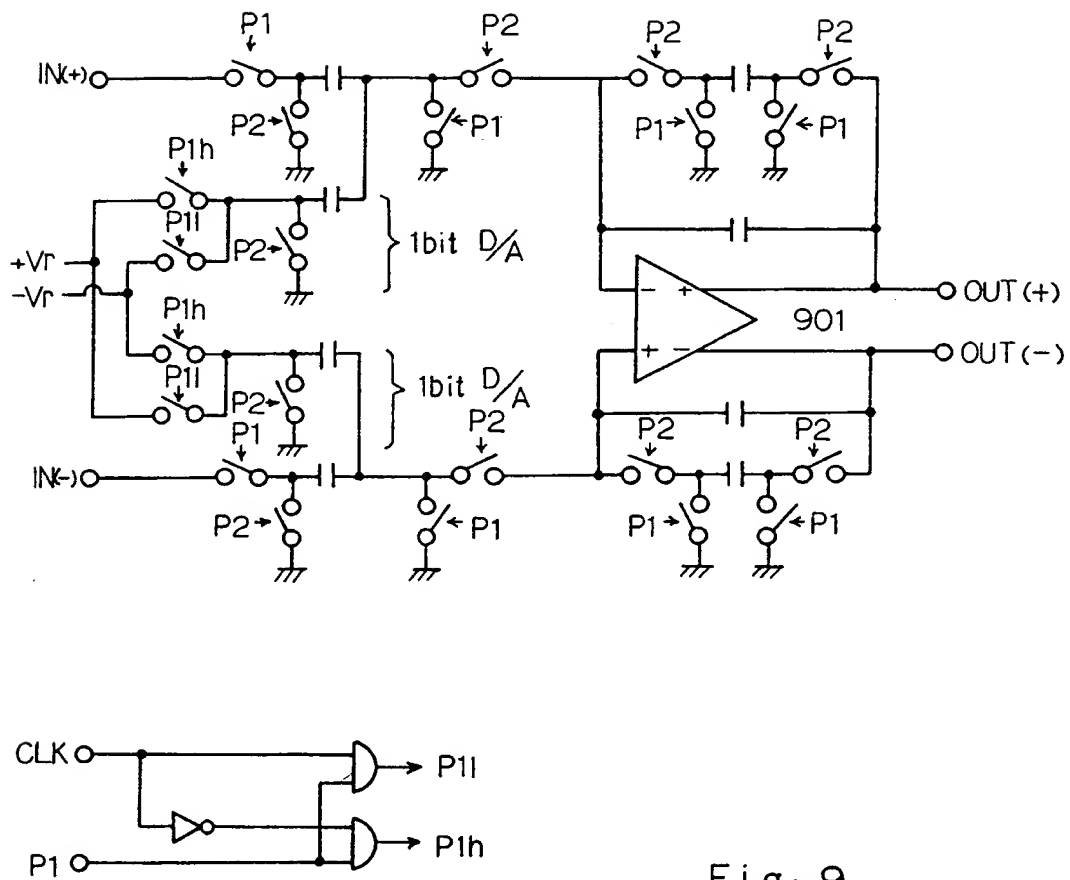 P1
P2
P2
P2
IN(+)
P2
P1
P1
P1
P1h
P1l
P2
1bit D/A
+Vr
-Vr
OUT(+)
901
P1h
OUT(-)
P1l
1bit D/A
P2
P1
P2
P2
P2
IN(-)
P2
P1
P1
P1
CLK
P1l
P1h
P1
Fig. 9